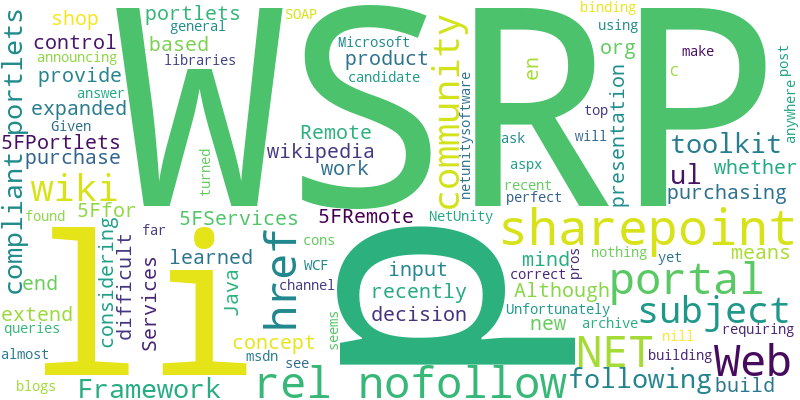 WSRP
li
p
sharepoint
portal
Web
NET
subject
rel nofollow
href
wiki
community
toolkit
ul
following
Framework
compliant
portlets
portlets
shop
control
based
general
SOAP
announcing
libraries
provide
answer
expanded
Given
5FPortlets
purchase
5Ffor
found
turned
Remote
wikipedia
work
Microsoft
product
candidate
netunitysoftware
en
binding
using
org
make
C
post
anywhere
top
ask
will
aspx
recent
perfect
presentation
whether
purchasing
5FServices
5FRemote
NetUnity
far
learned
cons
WCF
channel
input
recently
decision
seems
mind
correct
pros
nothing
yet
means
Although
Unfortunately
new
archive
requiring
nill
building
build
end
extend
queries
almost
blogs
considering
difficult
Services
Java
concept
msdn
see